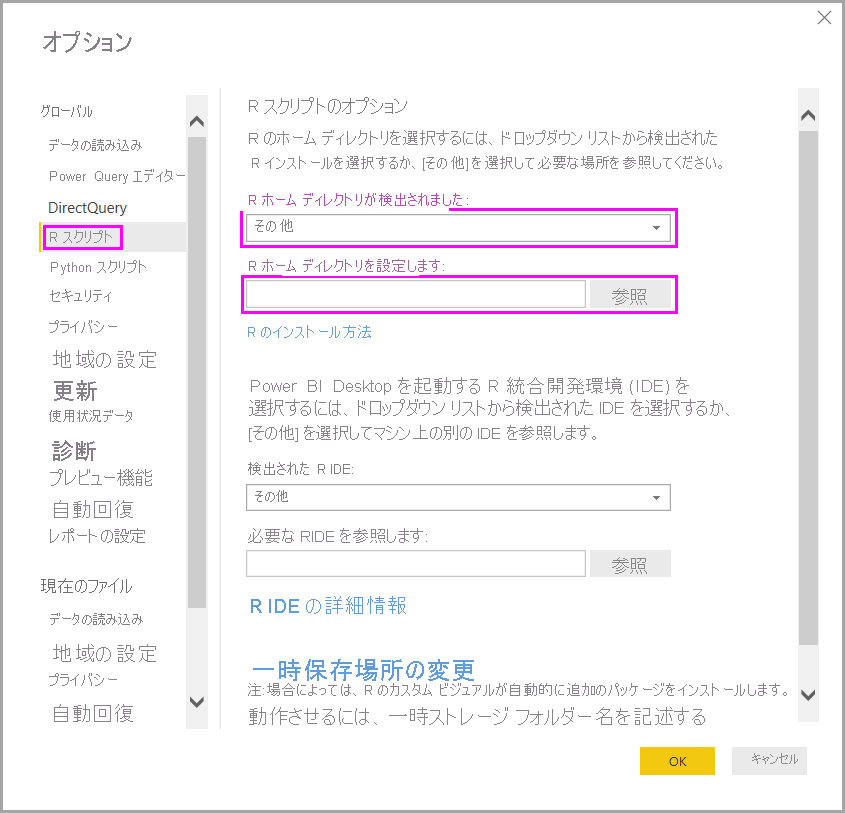 オプション
グローバル
データの読み込み
Power Query エディター
DirectQuery
R スクリプト
Python スクリプト
セキュリティ
プライバシー
地域の設定
更新
使用状況データ
診断
プレビュー機能
自動回復
レポートの設定
現在のファイル
データの読み込み
地域の設定
プライバシー
自動回復
R スクリプトのオプション
R のホーム ディレクトリを選択するには、ドロップダウン リストから検出された
R インストールを選択するか、[その他] を選択して必要な場所を参照してください。
R ホーム ディレクトリが検出されました:
その他
R ホーム ディレクトリを設定します:
参照
R のインストール方法
Power BI Desktop を起動する R 統合開発環境 (IDE) を
選択するには、ドロップダウン リストから検出された IDE を選択するか、
[その他] を選択してマシン上の別の IDE を参照します。
検出された R IDE:
その他
必要な RIDE を参照します:
参照
R IDE の詳細情報
一時保存場所の変更
注:場合によっては、R のカスタム ビジュアルが自動的に追加のパッケージをインストールします。
動作させるには、一時ストレージ フォルダー名を記述する
OK
キャンセル